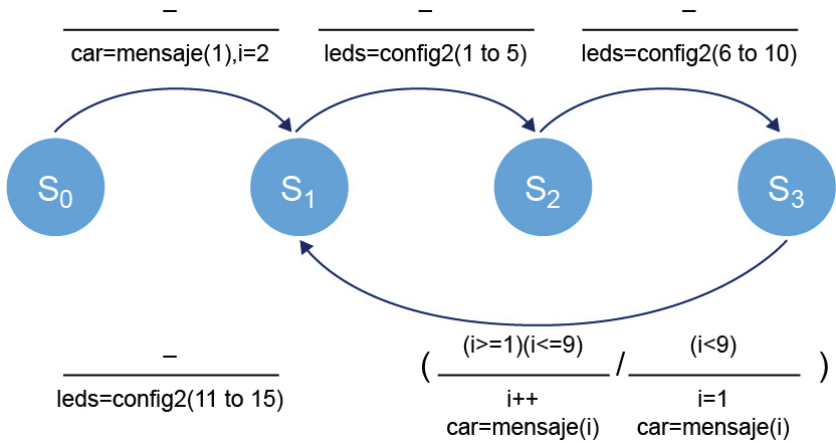 –
–
–
car=mensaje(1),i=2
leds=config2(1 to 5)
leds=config2(6 to 10)
S0
S1
S2
S3
–
leds=config2(11 to 15)
(
(i>=1)(i<=9)
/
(i<9)
)
i++
car=mensaje(i)
i=1
car=mensaje(i)